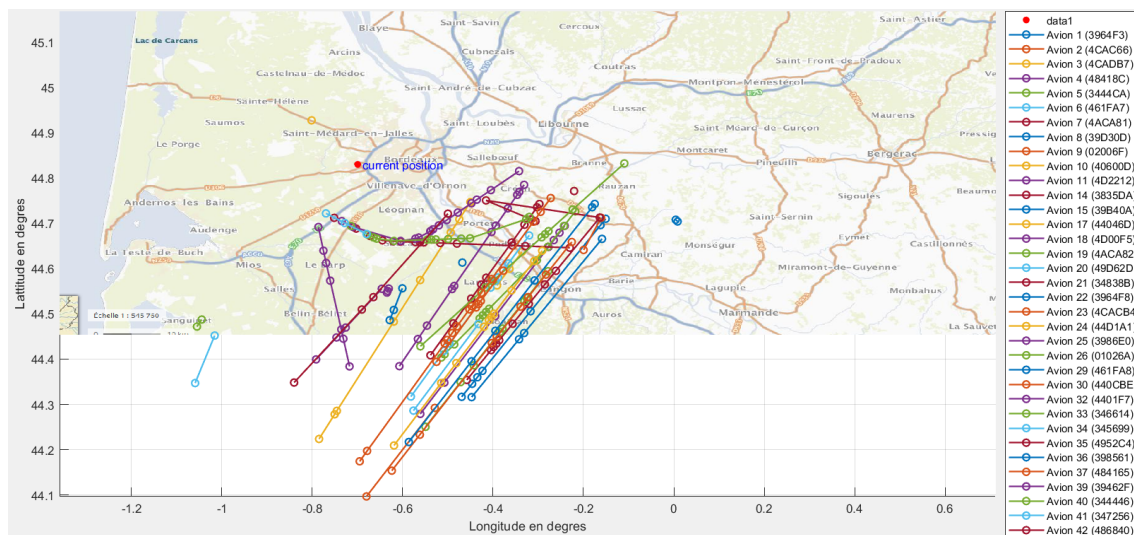 Saint-Savin
Cercoux
Saint-Astier
Lac de Carcans
Arcins
Cubnezais
Castelnau-de-Médoc
Saint-André-de-Cubzac
Saint-Front-de-Pradoux
Montpon-Ménestérol
Sainte-Hélène
Lussac
Maurens
Saumos
Saint-Loubès
Libourne
Saint-Médard-en-Jalles
Saint-Méard-de-Gurçon
Le Porge
Montcaret
Bordeaux
Sallebœuf
Branne
Pineuilh
Bergerac
current position
Villenave d'Ornon
Rauzan
Andernos les Bains
Léognan
Sigoulès
Saint-Sernin
Audenge
La Teste de Buch
Le Barp
Monségur
Castillonnès
Mios
Miramont-de-Guyenne
Aurio
Lagupie
Monbahus
Belin-Béliet
Marmande
La Sauvet
Échelle 1 : 545 750
45.1
45
44.9
44.8
44.7
44.6
44.5
44.4
44.3
44.2
44.1
Lattitude en degres
-1.2
-1
-0.8
-0.6
-0.4
-0.2
0
0.2
0.4
0.6
Longitude en degres
data1
Avion 1 (3964F3)
Avion 2 (4CAC66)
Avion 3 (4CADB7)
Avion 4 (48418C)
Avion 5 (3444CA)
Avion 6 (461FA7)
Avion 7 (4ACA81)
Avion 8 (39D30D)
Avion 9 (02006F)
Avion 10 (40600D)
Avion 11 (4D2212)
Avion 14 (3835DA)
Avion 15 (39B40A)
Avion 17 (44046D)
Avion 18 (4D00F5)
Avion 19 (4ACA82)
Avion 20 (49D62D)
Avion 21 (34838B)
Avion 22 (3964F8)
Avion 23 (4CACB4)
Avion 24 (44D1A1)
Avion 25 (3986E0)
Avion 26 (01026A)
Avion 29 (461FA8)
Avion 30 (440CBE)
Avion 32 (4401F7)
Avion 33 (346614)
Avion 34 (345699)
Avion 35 (4952C4)
Avion 36 (398561)
Avion 37 (484165)
Avion 39 (39462F)
Avion 40 (344446)
Avion 41 (347256)
Avion 42 (486840)